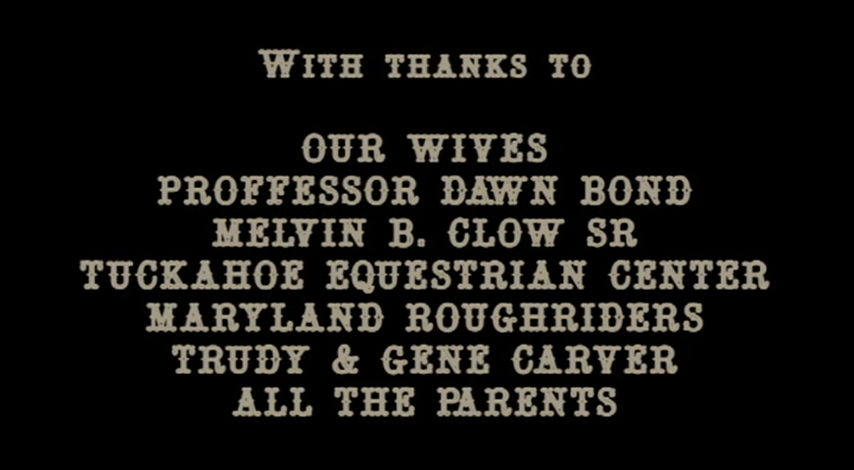 With thanks to
OUR WIVES
PROFFESSOR DAWN BOND
MELVIN B. CLOW SR
TUCKAHOE EQUESTRIAN CENTER
MARYLAND ROUGHRIDERS
TRUDY & GENE CARVER
ALL THE PARENTS